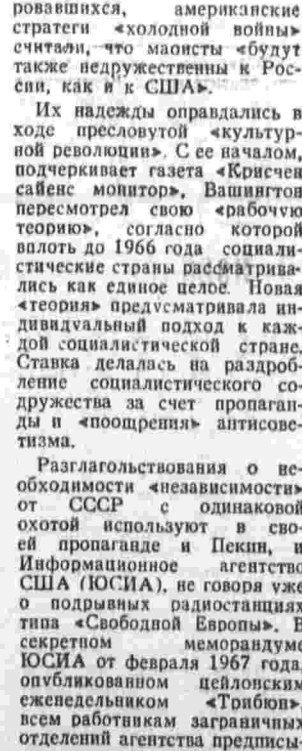 ровавшихся, американские
стратеги «холодной войны»
считали, что маоисты «будут
также недружественны к Рос-
сии, как и к США».
Их надежды оправдались в
ходе пресловутой «культур-
ной революции». С ее началом,
подчеркивает газета «Крисчен
сайенс монитор», Вашингтон
пересмотрел свою «рабочую
теорию», согласно которой
вплоть до 1966 года социали-
стические страны рассматрива-
лись как единое целое. Новая
«теория» предусматривала ин-
дивидуальный подход к каж-
дой социалистической стране.
Ставка делалась на раздроб-
ление социалистического со-
дружества за счет пропаган-
ды и «поощрения» антисове-
тизма.
Разглагольствования о не-
обходимости «независимости»
от СССР с одинаковой
охотой используют в сво-
ей пропаганде и Пекин, и
Информационное агентство
США (ЮСИА), не говоря уже
о подрывных радиостанциях
типа «Свободной Европы». В
секретном меморандуме
ЮСИА от февраля 1967 года,
опубликованном цейлонским
еженедельником «Трибюн»,
всем работникам заграничных
отделений агентства предписы-